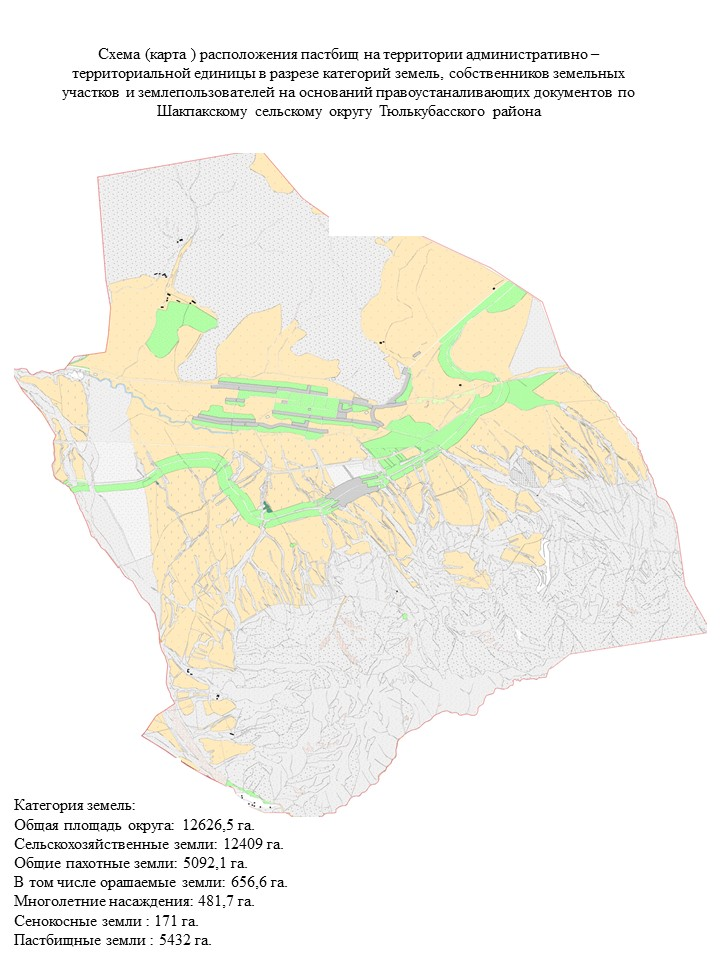 Схема (карта ) расположения пастбищ на территории административно –
территориальной единицы в разрезе категорий земель, собственников земельных
участков и землепользователей на оснований правоустаналивающих документов по
Шакпакскому сельскому округу Тюлькубасского района
Категория земель:
Общая площадь округа: 12626,5 га.
Сельскохозяйственные земли: 12409 га.
Общие пахотные земли: 5092,1 га.
В том числе орашаемые земли: 656,6 га.
Многолетние насаждения: 481,7 га.
Сенокосные земли : 171 га.
Пастбищные земли : 5432 га.